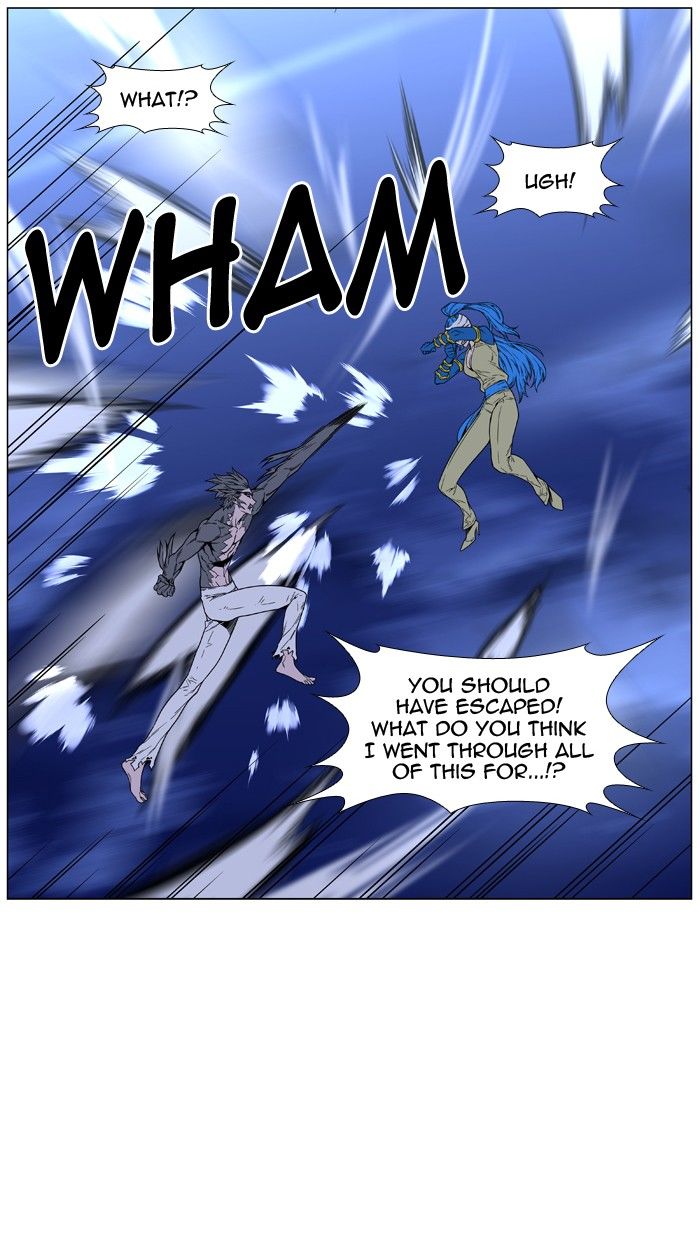 WHAT!?
UGH!
WHAM
YOU SHOULD
HAVE ESCAPED!
WHAT DO YOU THINK
I WENT THROUGH ALL
OF THIS FOR...!?